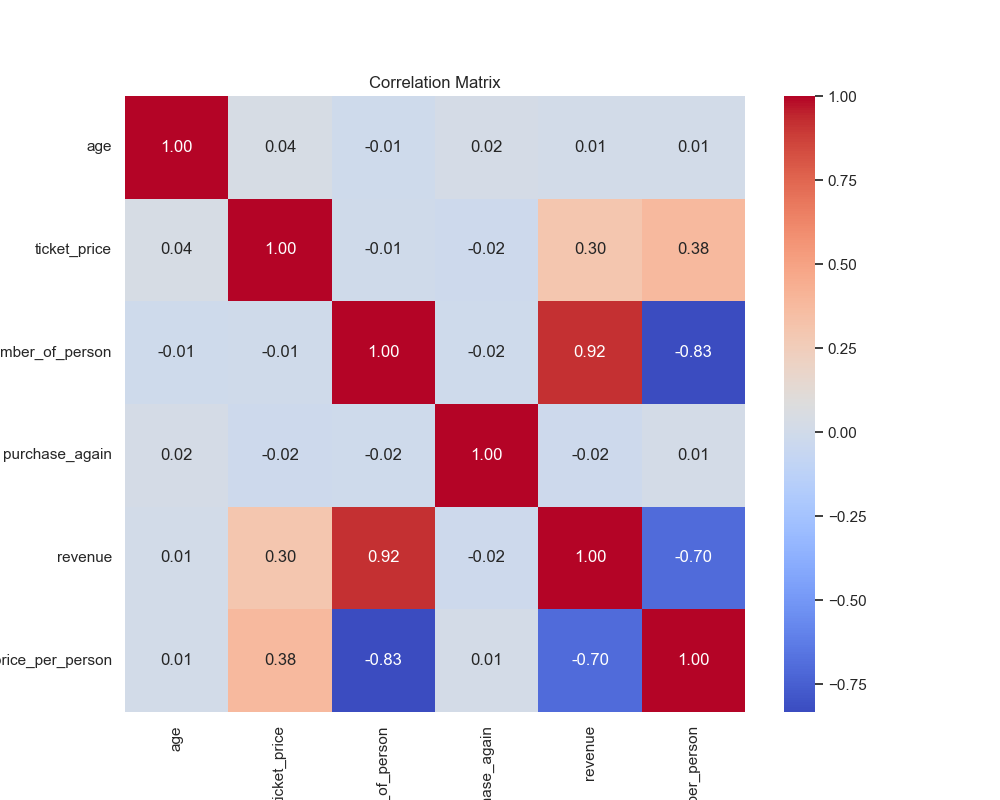 Correlation Matrix
age 1.00 0.04 -0.01 0.02 0.01 0.01
ticket_price 0.04 1.00 -0.01 -0.02 0.30 0.38
mber_of_person -0.01 -0.01 1.00 -0.02 0.92 -0.83
purchase_again 0.02 -0.02 -0.02 1.00 -0.02 0.01
revenue 0.01 0.30 0.92 -0.02 1.00 -0.70
rice_per_person 0.01 0.38 -0.83 0.01 -0.70 1.00
age
ticket_price
_of_person
hase_again
revenue
per_person
1.00
0.75
0.50
0.25
0.00
−0.25
−0.50
−0.75